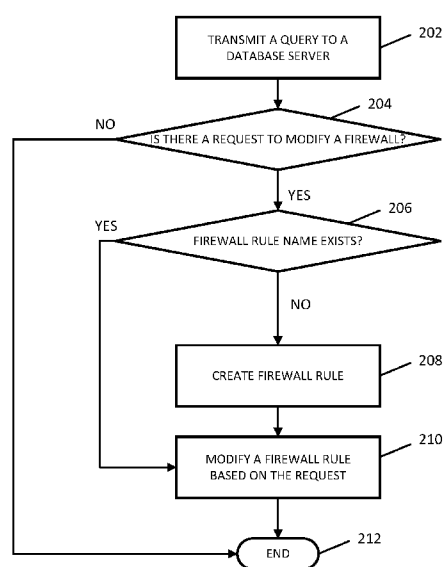 TRANSMIT A QUERY TO A
DATABASE SERVER
202
204
NO
IS THERE A REQUEST TO MODIFY A FIREWALL?
YES
206
YES
FIREWALL RULE NAME EXISTS?
NO
208
CREATE FIREWALL RULE
210
MODIFY A FIREWALL RULE
BASED ON THE REQUEST
212
END